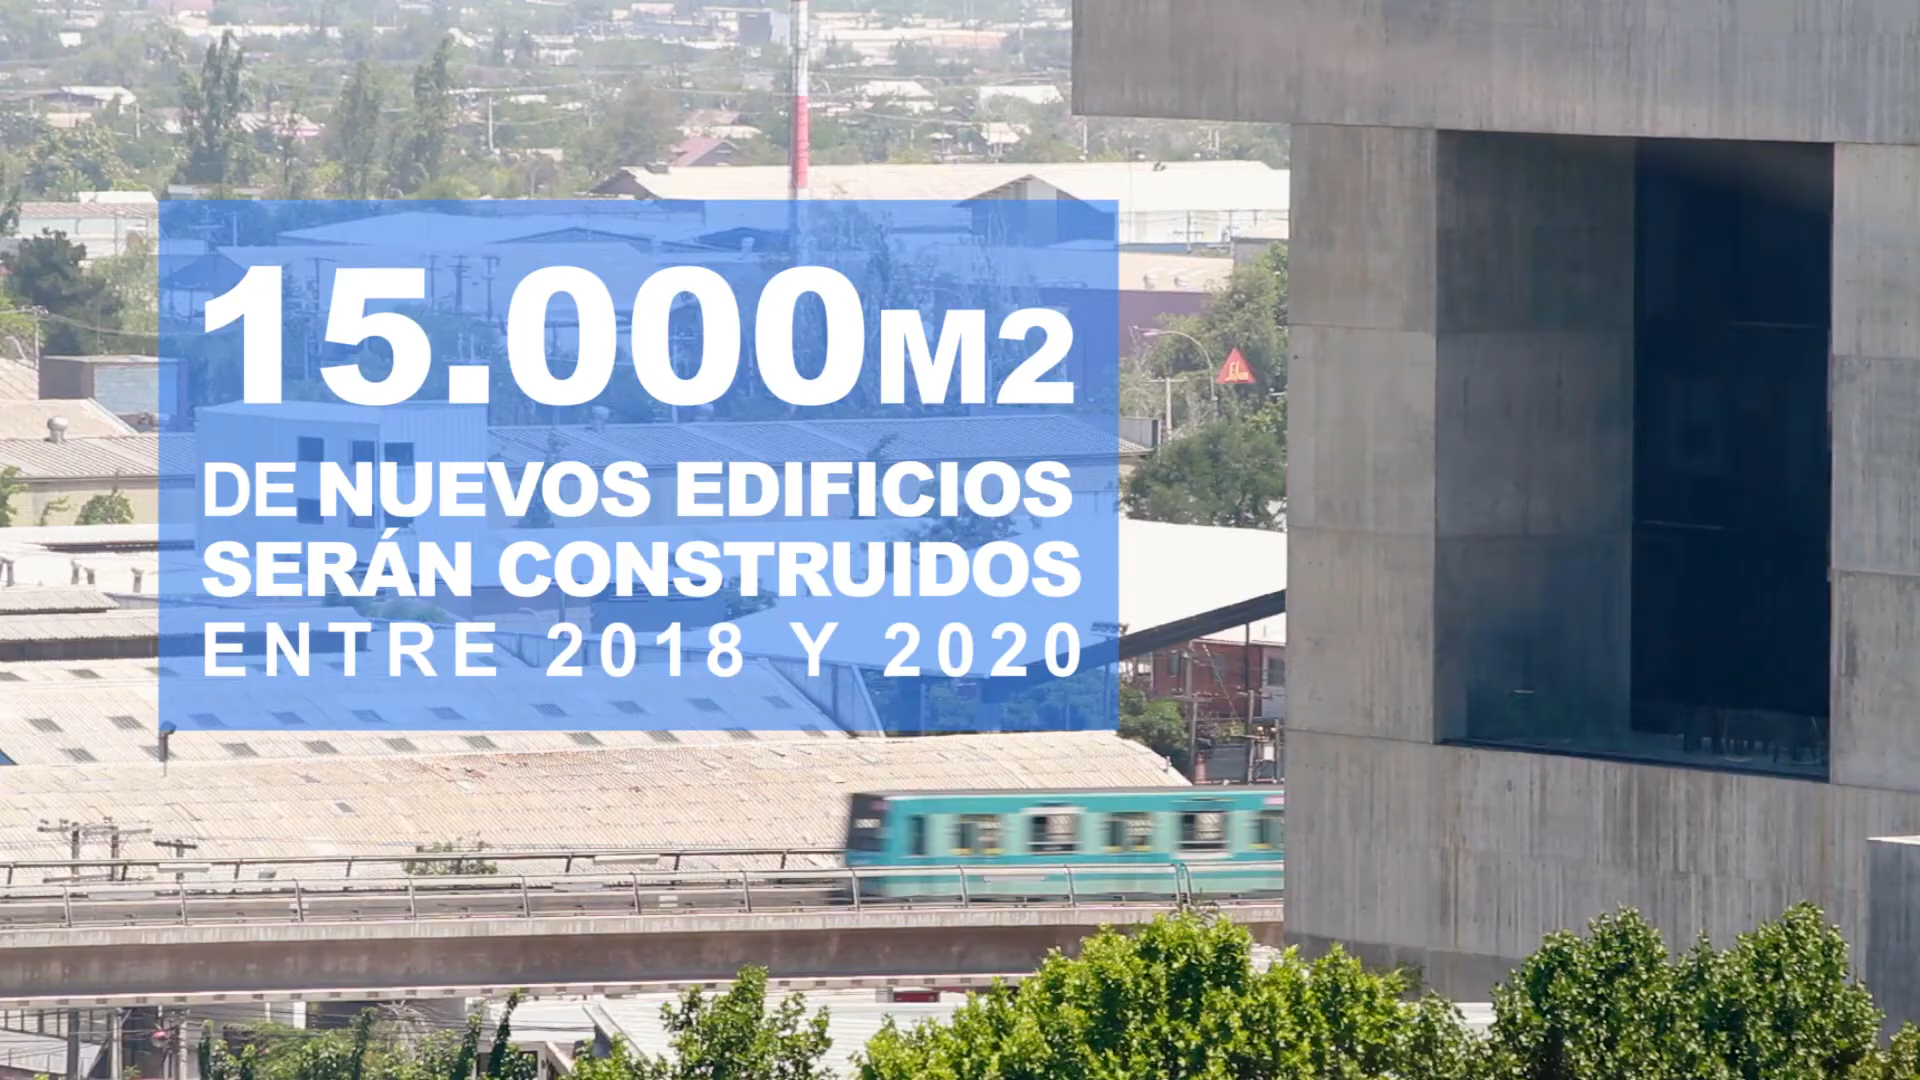 15.000M2
DE NUEVOS EDIFICIOS
SERÁN CONSTRUIDOS
ENTRE 2018 Y 2020